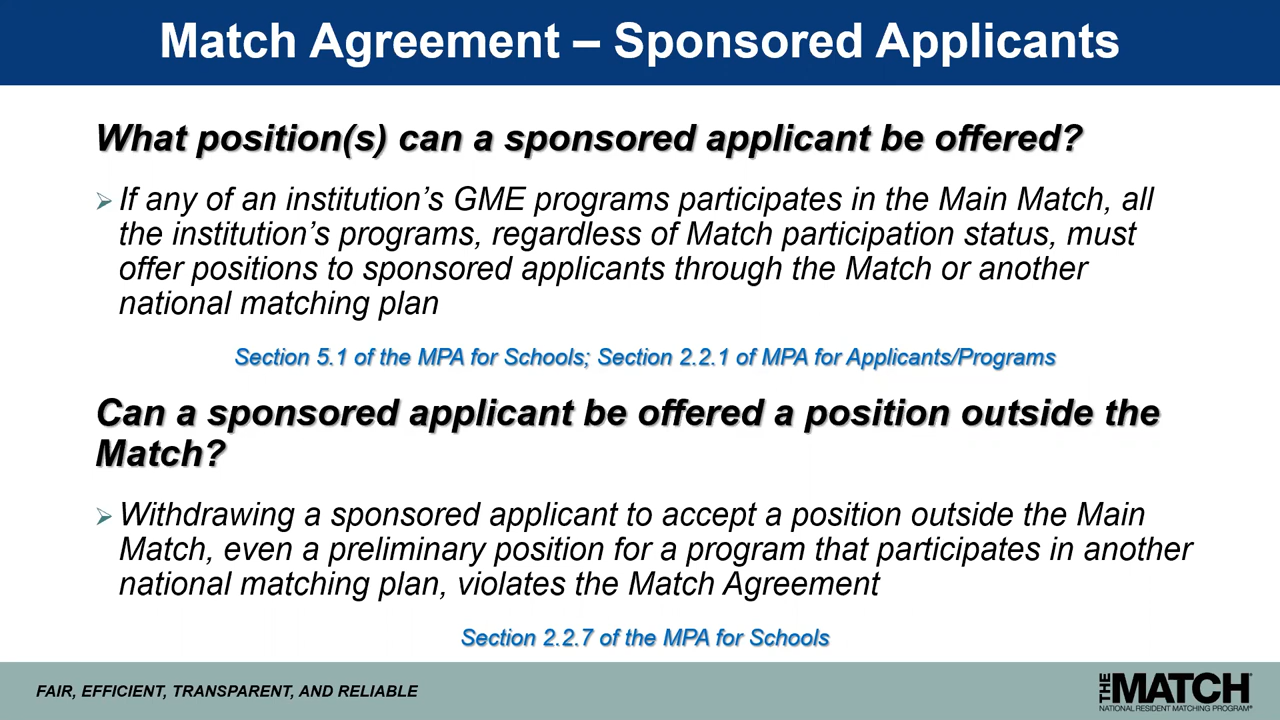 Match Agreement – Sponsored Applicants
What position(s) can a sponsored applicant be offered?
➢ If any of an institution’s GME programs participates in the Main Match, all
the institution’s programs, regardless of Match participation status, must
offer positions to sponsored applicants through the Match or another
national matching plan
Section 5.1 of the MPA for Schools; Section 2.2.1 of MPA for Applicants/Programs
Can a sponsored applicant be offered a position outside the
Match?
➢ Withdrawing a sponsored applicant to accept a position outside the Main
Match, even a preliminary position for a program that participates in another
national matching plan, violates the Match Agreement
Section 2.2.7 of the MPA for Schools
FAIR, EFFICIENT, TRANSPARENT, AND RELIABLE
THE MATCH
NATIONAL RESIDENT MATCHING PROGRAM®